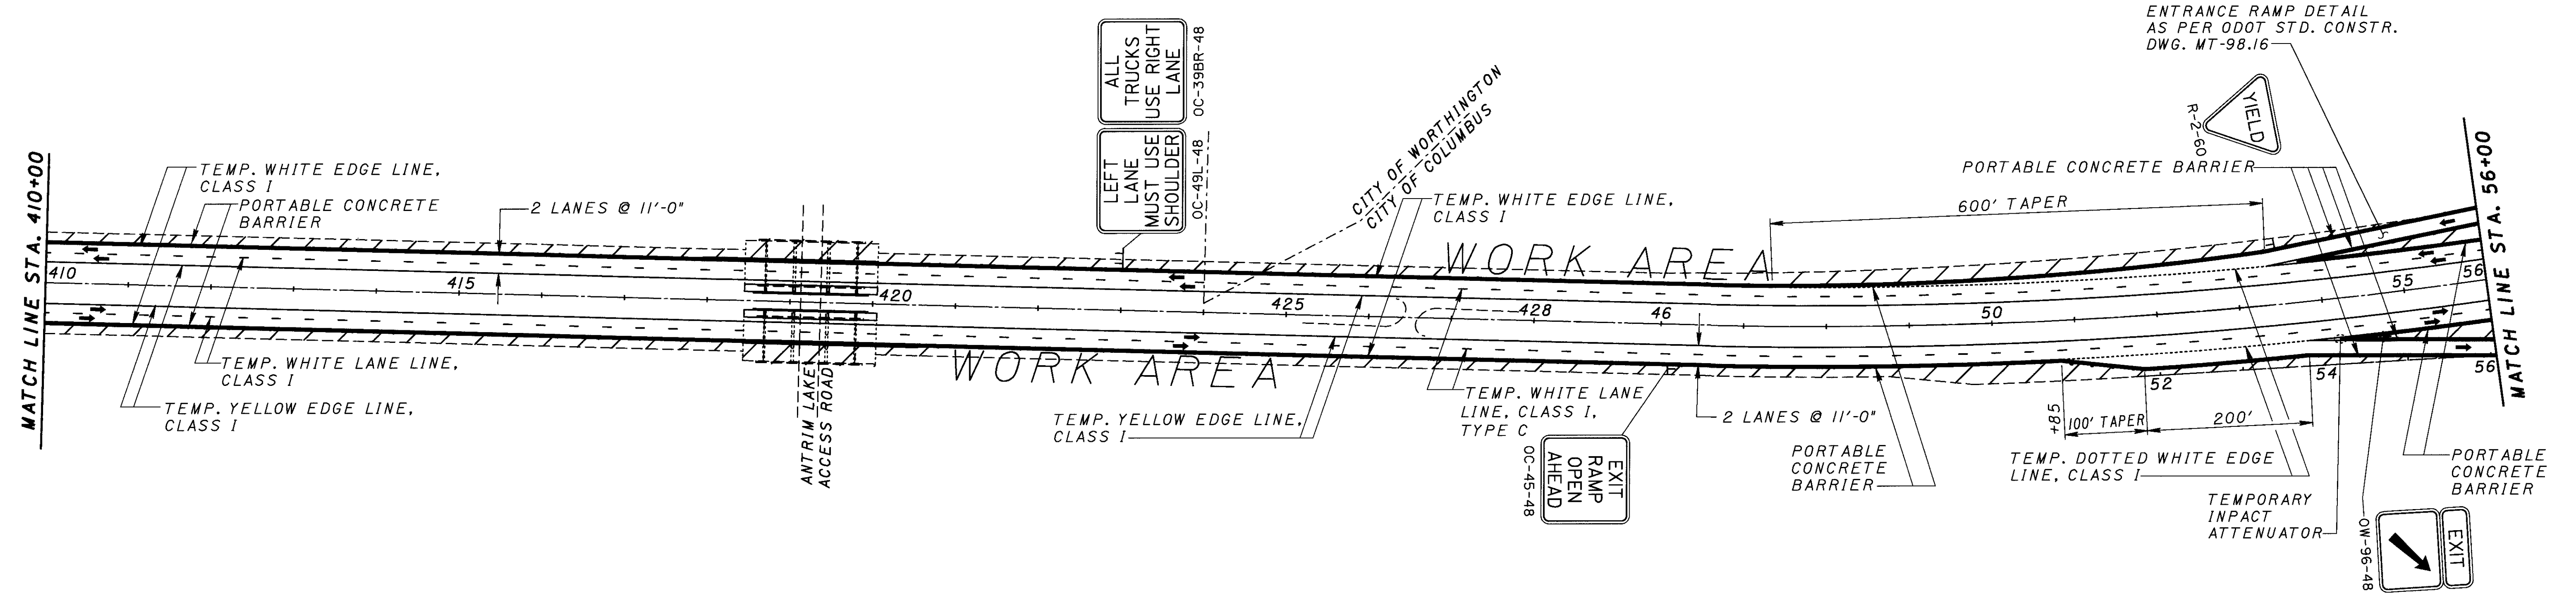 MATCH LINE STA. 410+00
TEMP. WHITE EDGE LINE,
CLASS I
PORTABLE CONCRETE
BARRIER
2 LANES @ 11'-0"
410
415
420
TEMP. WHITE LANE LINE,
CLASS I
TEMP. YELLOW EDGE LINE,
CLASS I
ANTRIM LAKE
ACCESS ROAD
WORK AREA
ALL
TRUCKS
USE RIGHT
LANE
OC-39BR-48
LEFT
LANE
MUST USE
SHOULDER
OC-49L-48
CITY OF WORTHINGTON
CITY OF COLUMBUS
TEMP. WHITE EDGE LINE,
CLASS I
WORK AREA
425
428
46
50
TEMP. YELLOW EDGE LINE,
CLASS I
TEMP. WHITE LANE
LINE, CLASS I,
TYPE C
EXIT
RAMP
OPEN
AHEAD
OC-45-48
2 LANES @ 11'-0"
PORTABLE
CONCRETE
BARRIER
600' TAPER
ENTRANCE RAMP DETAIL
AS PER ODOT STD. CONSTR.
DWG. MT-98.16
YIELD
R-2-60
PORTABLE CONCRETE BARRIER
55
56
52
54
56
+85
100' TAPER
200'
TEMP. DOTTED WHITE EDGE
LINE, CLASS I
TEMPORARY
INPACT
ATTENUATOR
OW-96-48
EXIT
PORTABLE
CONCRETE
BARRIER
MATCH LINE STA. 56+00